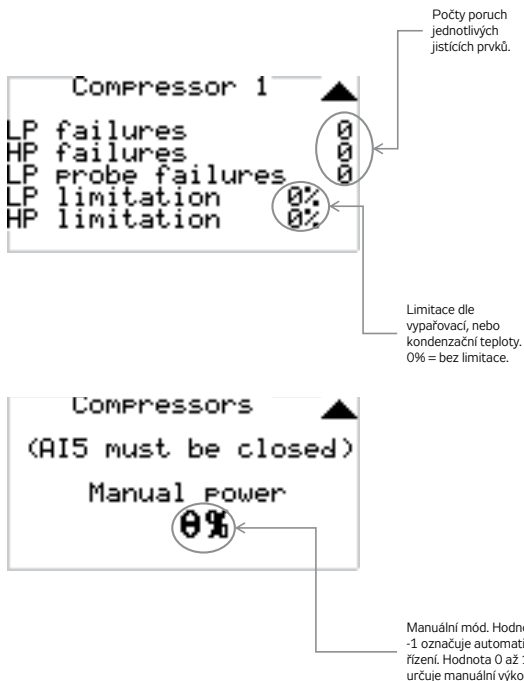 Počty poruch
jednotlivých
jistících prvků.
Compressor 1
LP failures 0
HP failures 0
LP probe failures 0
LP limitation 0%
HP limitation 0%
Limitace dle
vypařovací, nebo
kondenzační teploty.
0% = bez limitace.
Compressors
(AI5 must be closed)
Manual power
0%
Manuální mód.
-1 označuje
řízení. Hodnota 0 až
určuje manuální